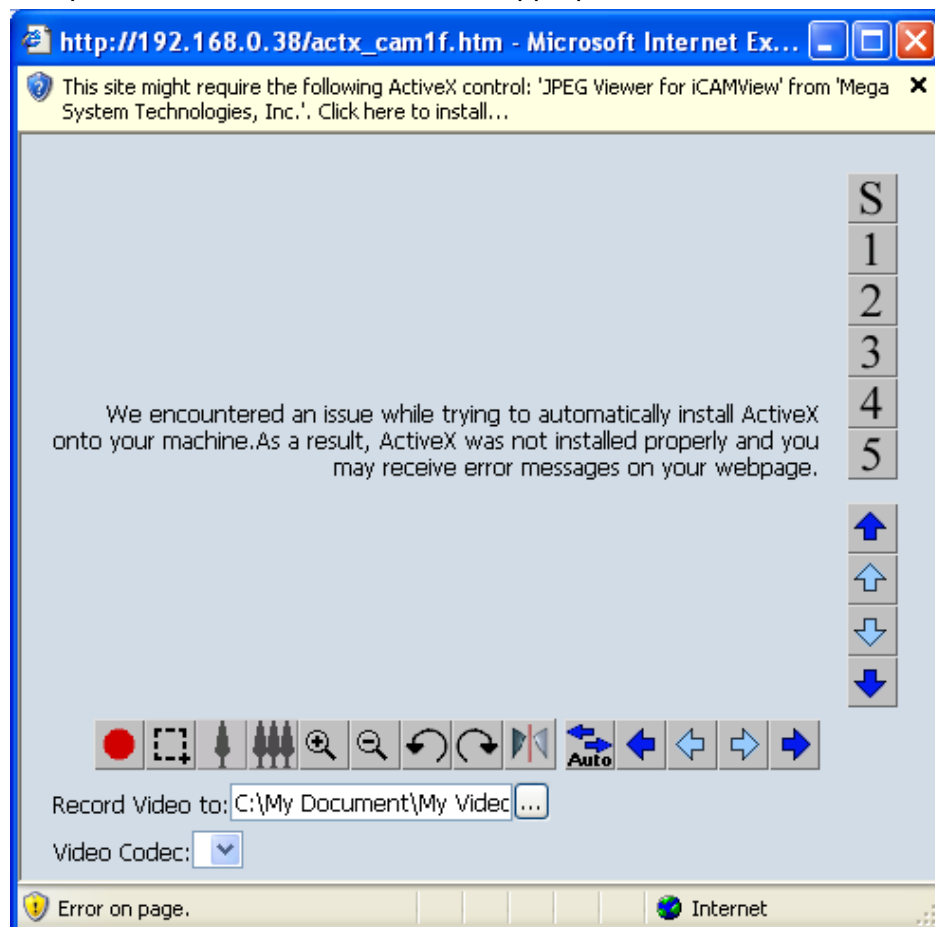 http://192.168.0.38/actx_cam1f.htm - Microsoft Internet Ex...
This site might require the following ActiveX control: 'JPEG Viewer for iCAMView' from 'Mega
System Technologies, Inc.'. Click here to install...
S
1
2
3
4
5
We encountered an issue while trying to automatically install ActiveX
onto your machine.As a result, ActiveX was not installed properly and you
may receive error messages on your webpage.
Auto
Record Video to: C:\My Document\My Videc ...
Video Codec:
Error on page.
Internet